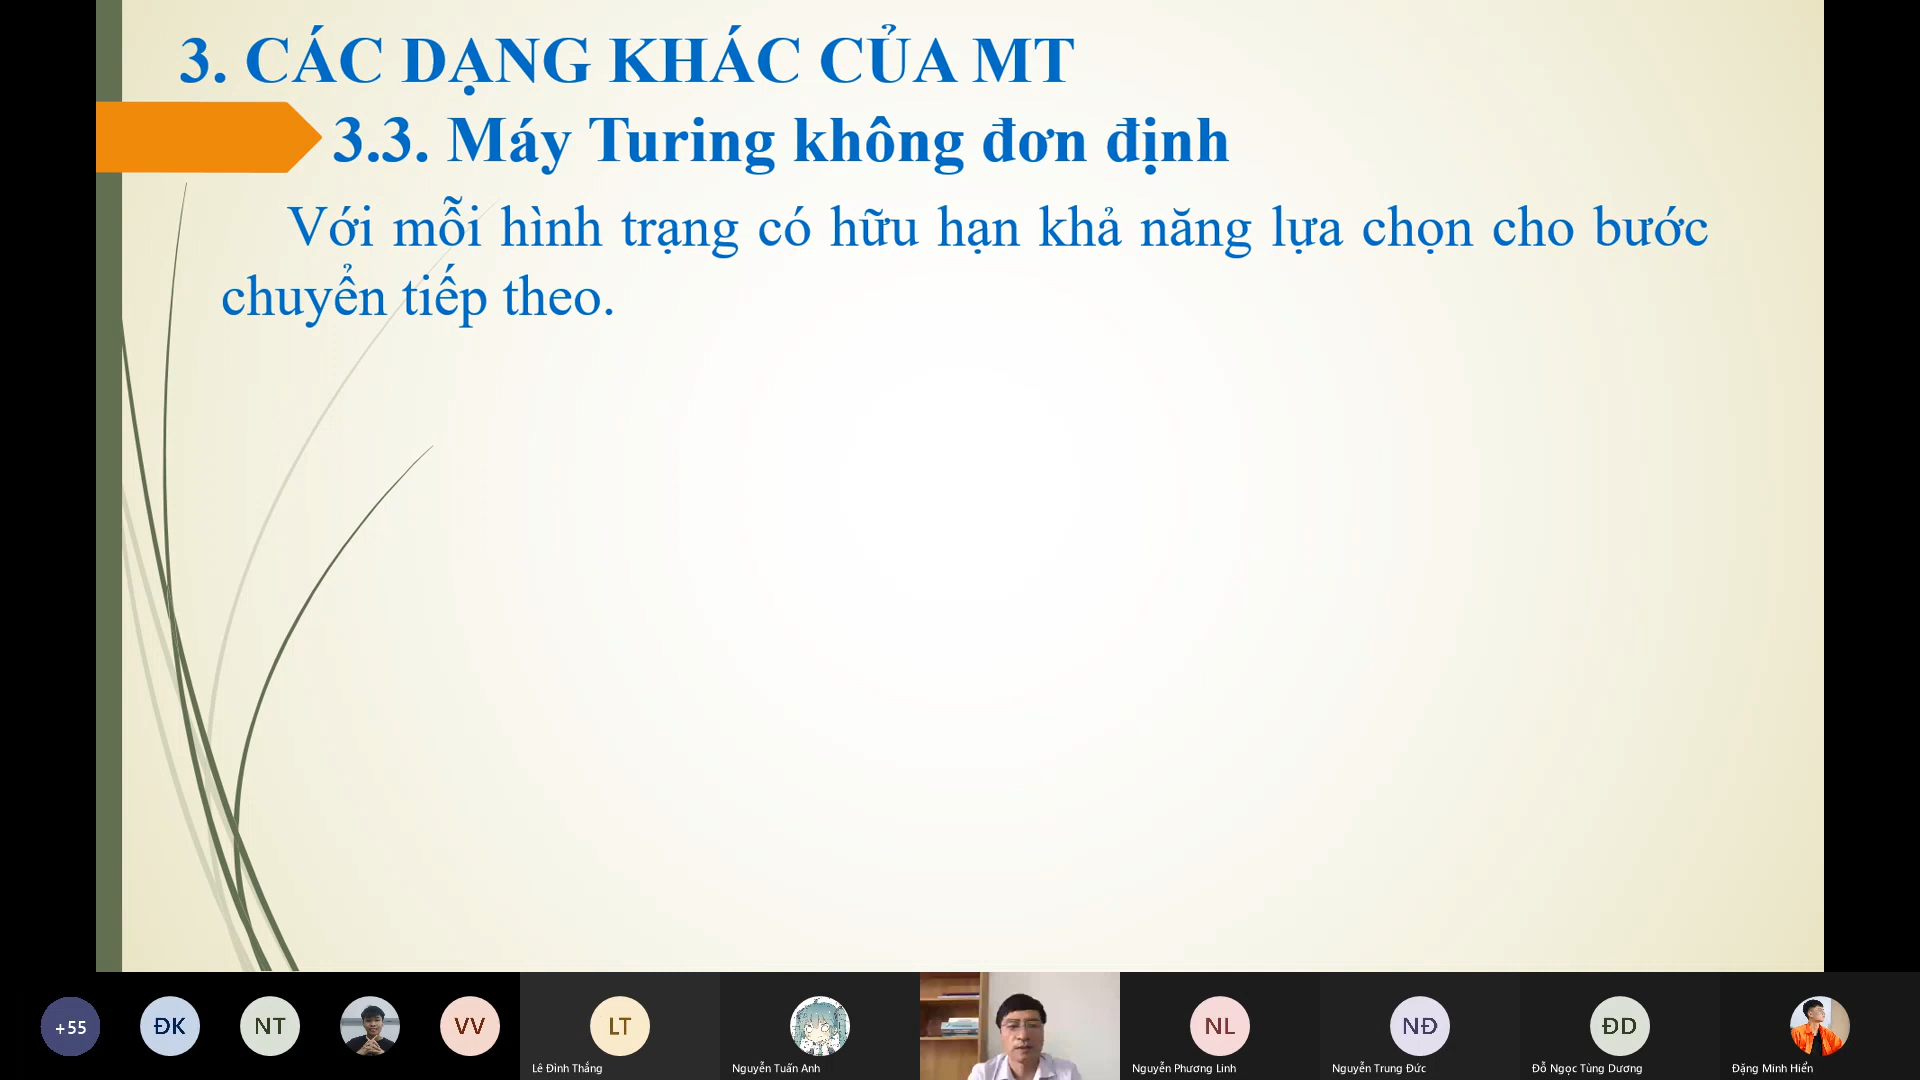 3. CÁC DẠNG KHÁC CỦA MT
3.3. Máy Turing không đơn định
Với mỗi hình trạng có hữu hạn khả năng lựa chọn cho bước
chuyển tiếp theo.
+55
ĐK
NT
VV
LT
NL
NĐ
ĐD
Lê Đình Thắng
Nguyễn Tuấn Anh
Nguyễn Phương Linh
Nguyễn Trung Đức
Đỗ Ngọc Tùng Dương
Đặng Minh Hiển